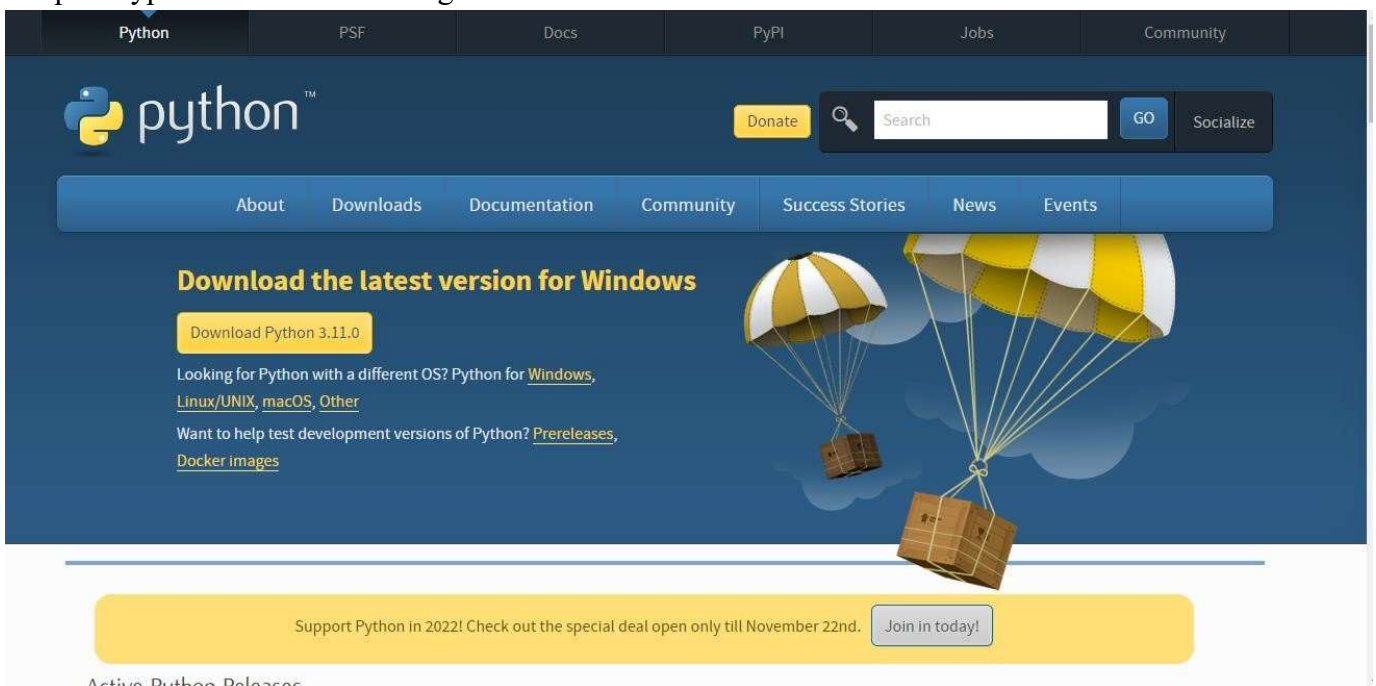 Python PSF Docs PyPI Jobs Community
python™
Donate Search GO Socialize
About Downloads Documentation Community Success Stories News Events
Download the latest version for Windows
Download Python 3.11.0
Looking for Python with a different OS? Python for Windows,
Linux/UNIX, macOS, Other
Want to help test development versions of Python? Prereleases,
Docker images
Support Python in 2022! Check out the special deal open only till November 22nd. Join in today!
Active Python Releases